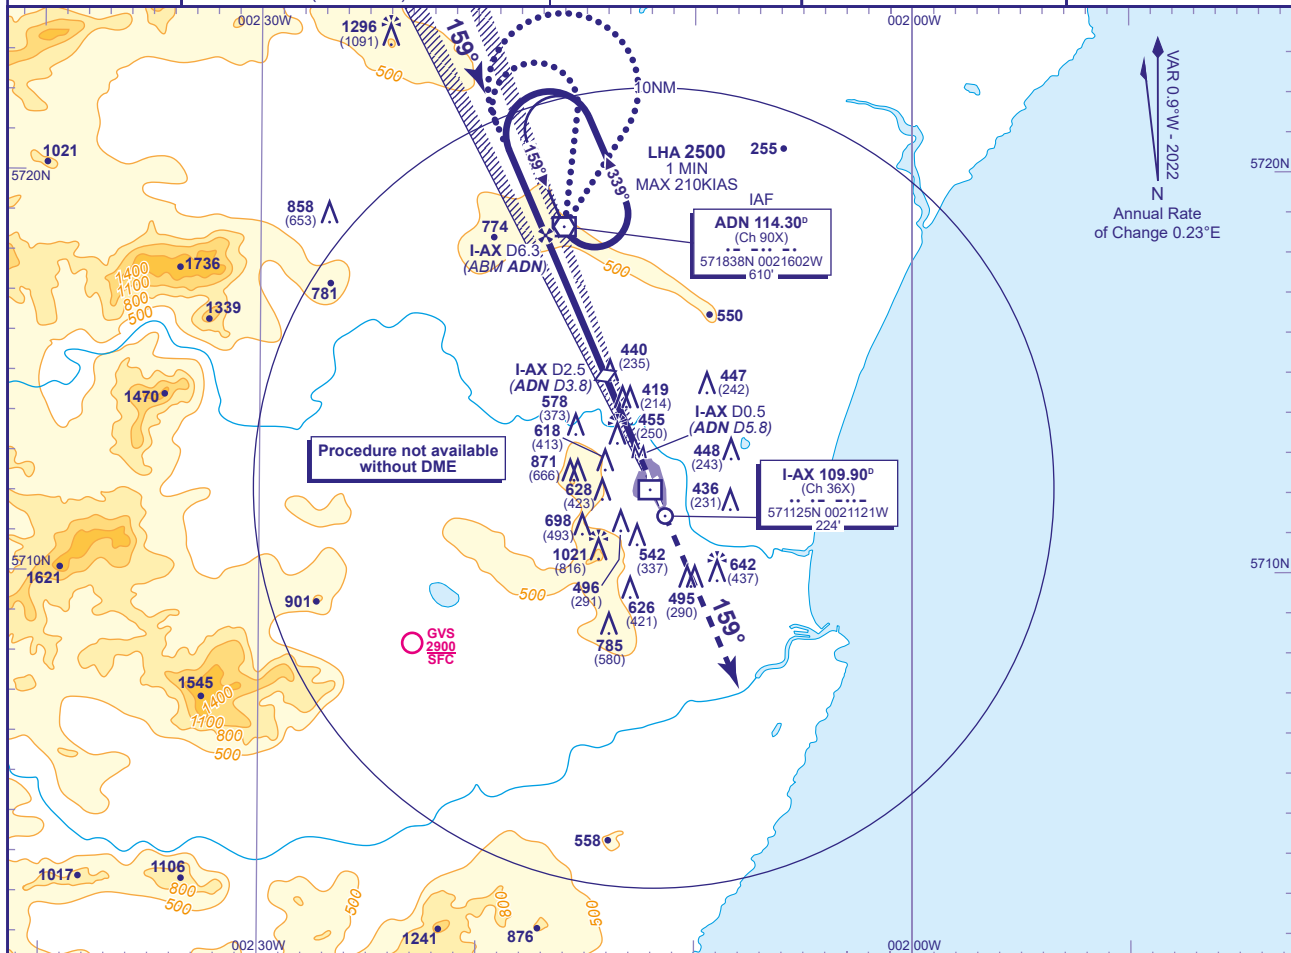 002 30W
002 00W
1296
(1091)
159°
500
10NM
VAR 0.9°W - 2022
N
Annual Rate
of Change 0.23°E
1021
5720N
5720N
159°
339°
LHA 2500
1 MIN
MAX 210KIAS
255
IAF
ADN 114.30ᴰ
(Ch 90X)
571838N 0021602W
610'
858
(653)
774
I-AX D6.3
(ABM ADN)
500
550
1736
1400
1100
800
500
1339
781
440
(235)
I-AX D2.5
(ADN D3.8)
419
(214)
447
(242)
1470
578
(373)
455
(250)
I-AX D0.5
(ADN D5.8)
618
(413)
448
(243)
Procedure not available
without DME
871
(666)
628
(423)
436
(231)
I-AX 109.90ᴰ
(Ch 36X)
571125N 0021121W
224'
698
(493)
1021
(816)
542
(337)
642
(437)
5710N
5710N
1621
496
(291)
500
626
(421)
495
(290)
159°
901
785
(580)
GVS
2900
SFC
1545
1400
1100
800
500
558
1017
1106
800
500
500
800
500
1241
876
002 30W
002 00W